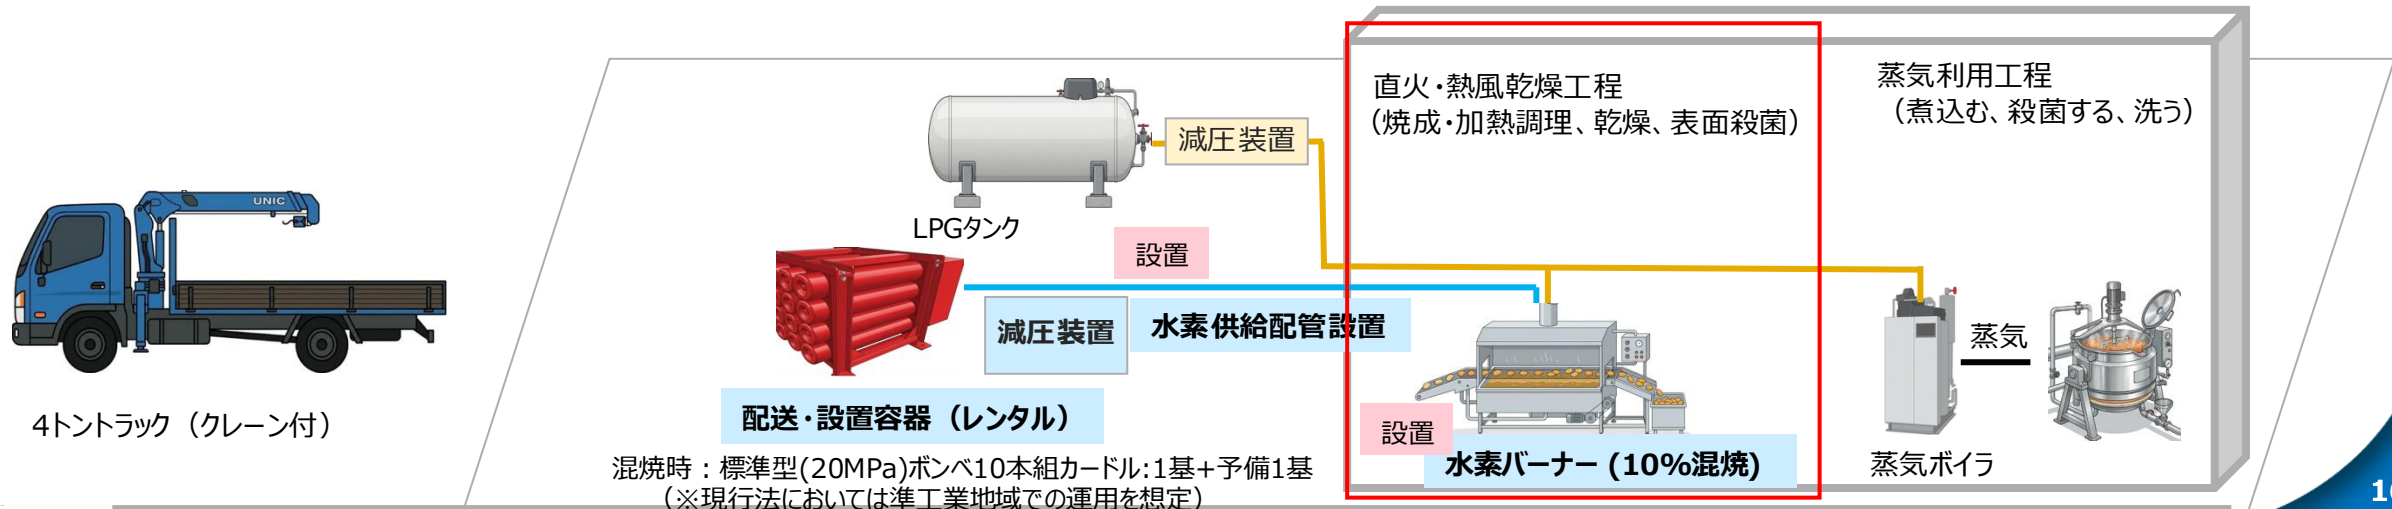 直火・熱風乾燥工程
（焼成・加熱調理、乾燥、表面殺菌）
蒸気利用工程
（煮込む、殺菌する、洗う）
減圧装置
UNIC
LPGタンク
設置
減圧装置
水素供給配管設置
蒸気
4トントラック（クレーン付）
配送・設置容器（レンタル）
設置
水素バーナー (10%混焼)
蒸気ボイラ
混焼時：標準型(20MPa)ボンベ10本組カードル:1基+予備1基
（※現行法においては準工業地域での運用を想定）